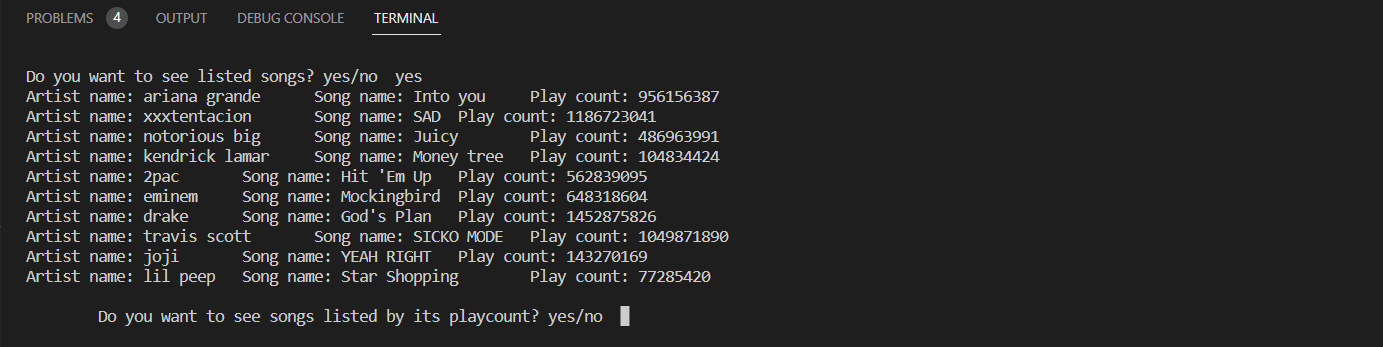 PROBLEMS 4 OUTPUT DEBUG CONSOLE TERMINAL
Do you want to see listed songs? yes/no  yes
Artist name: ariana grande      Song name: Into you     Play count: 956156387
Artist name: xxxtentacion       Song name: SAD  Play count: 1186723041
Artist name: notorious big      Song name: Juicy        Play count: 486963991
Artist name: kendrick lamar     Song name: Money tree   Play count: 104834424
Artist name: 2pac       Song name: Hit 'Em Up   Play count: 562839095
Artist name: eminem     Song name: Mockingbird  Play count: 648318604
Artist name: drake      Song name: God's Plan   Play count: 1452875826
Artist name: travis scott       Song name: SICKO MODE   Play count: 1049871890
Artist name: joji       Song name: YEAH RIGHT   Play count: 143270169
Artist name: lil peep   Song name: Star Shopping        Play count: 77285420
Do you want to see songs listed by its playcount? yes/no